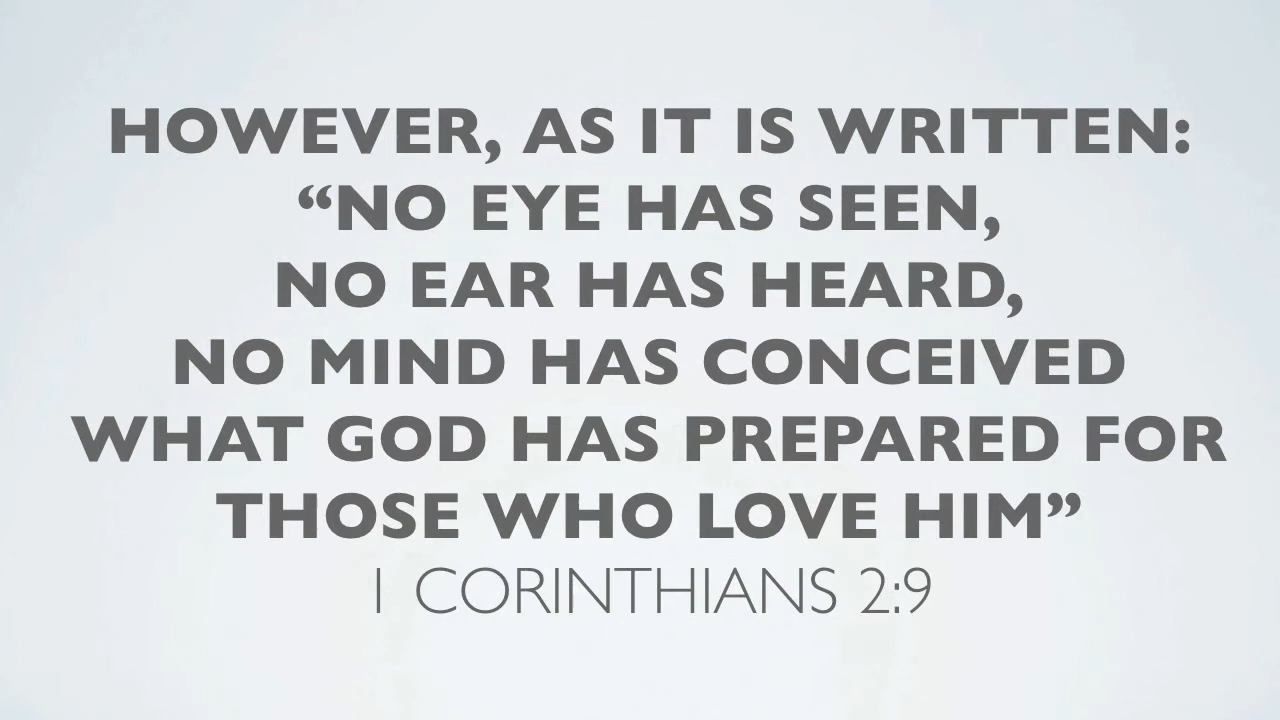 HOWEVER, AS IT IS WRITTEN:
“NO EYE HAS SEEN,
NO EAR HAS HEARD,
NO MIND HAS CONCEIVED
WHAT GOD HAS PREPARED FOR
THOSE WHO LOVE HIM”
1 CORINTHIANS 2:9